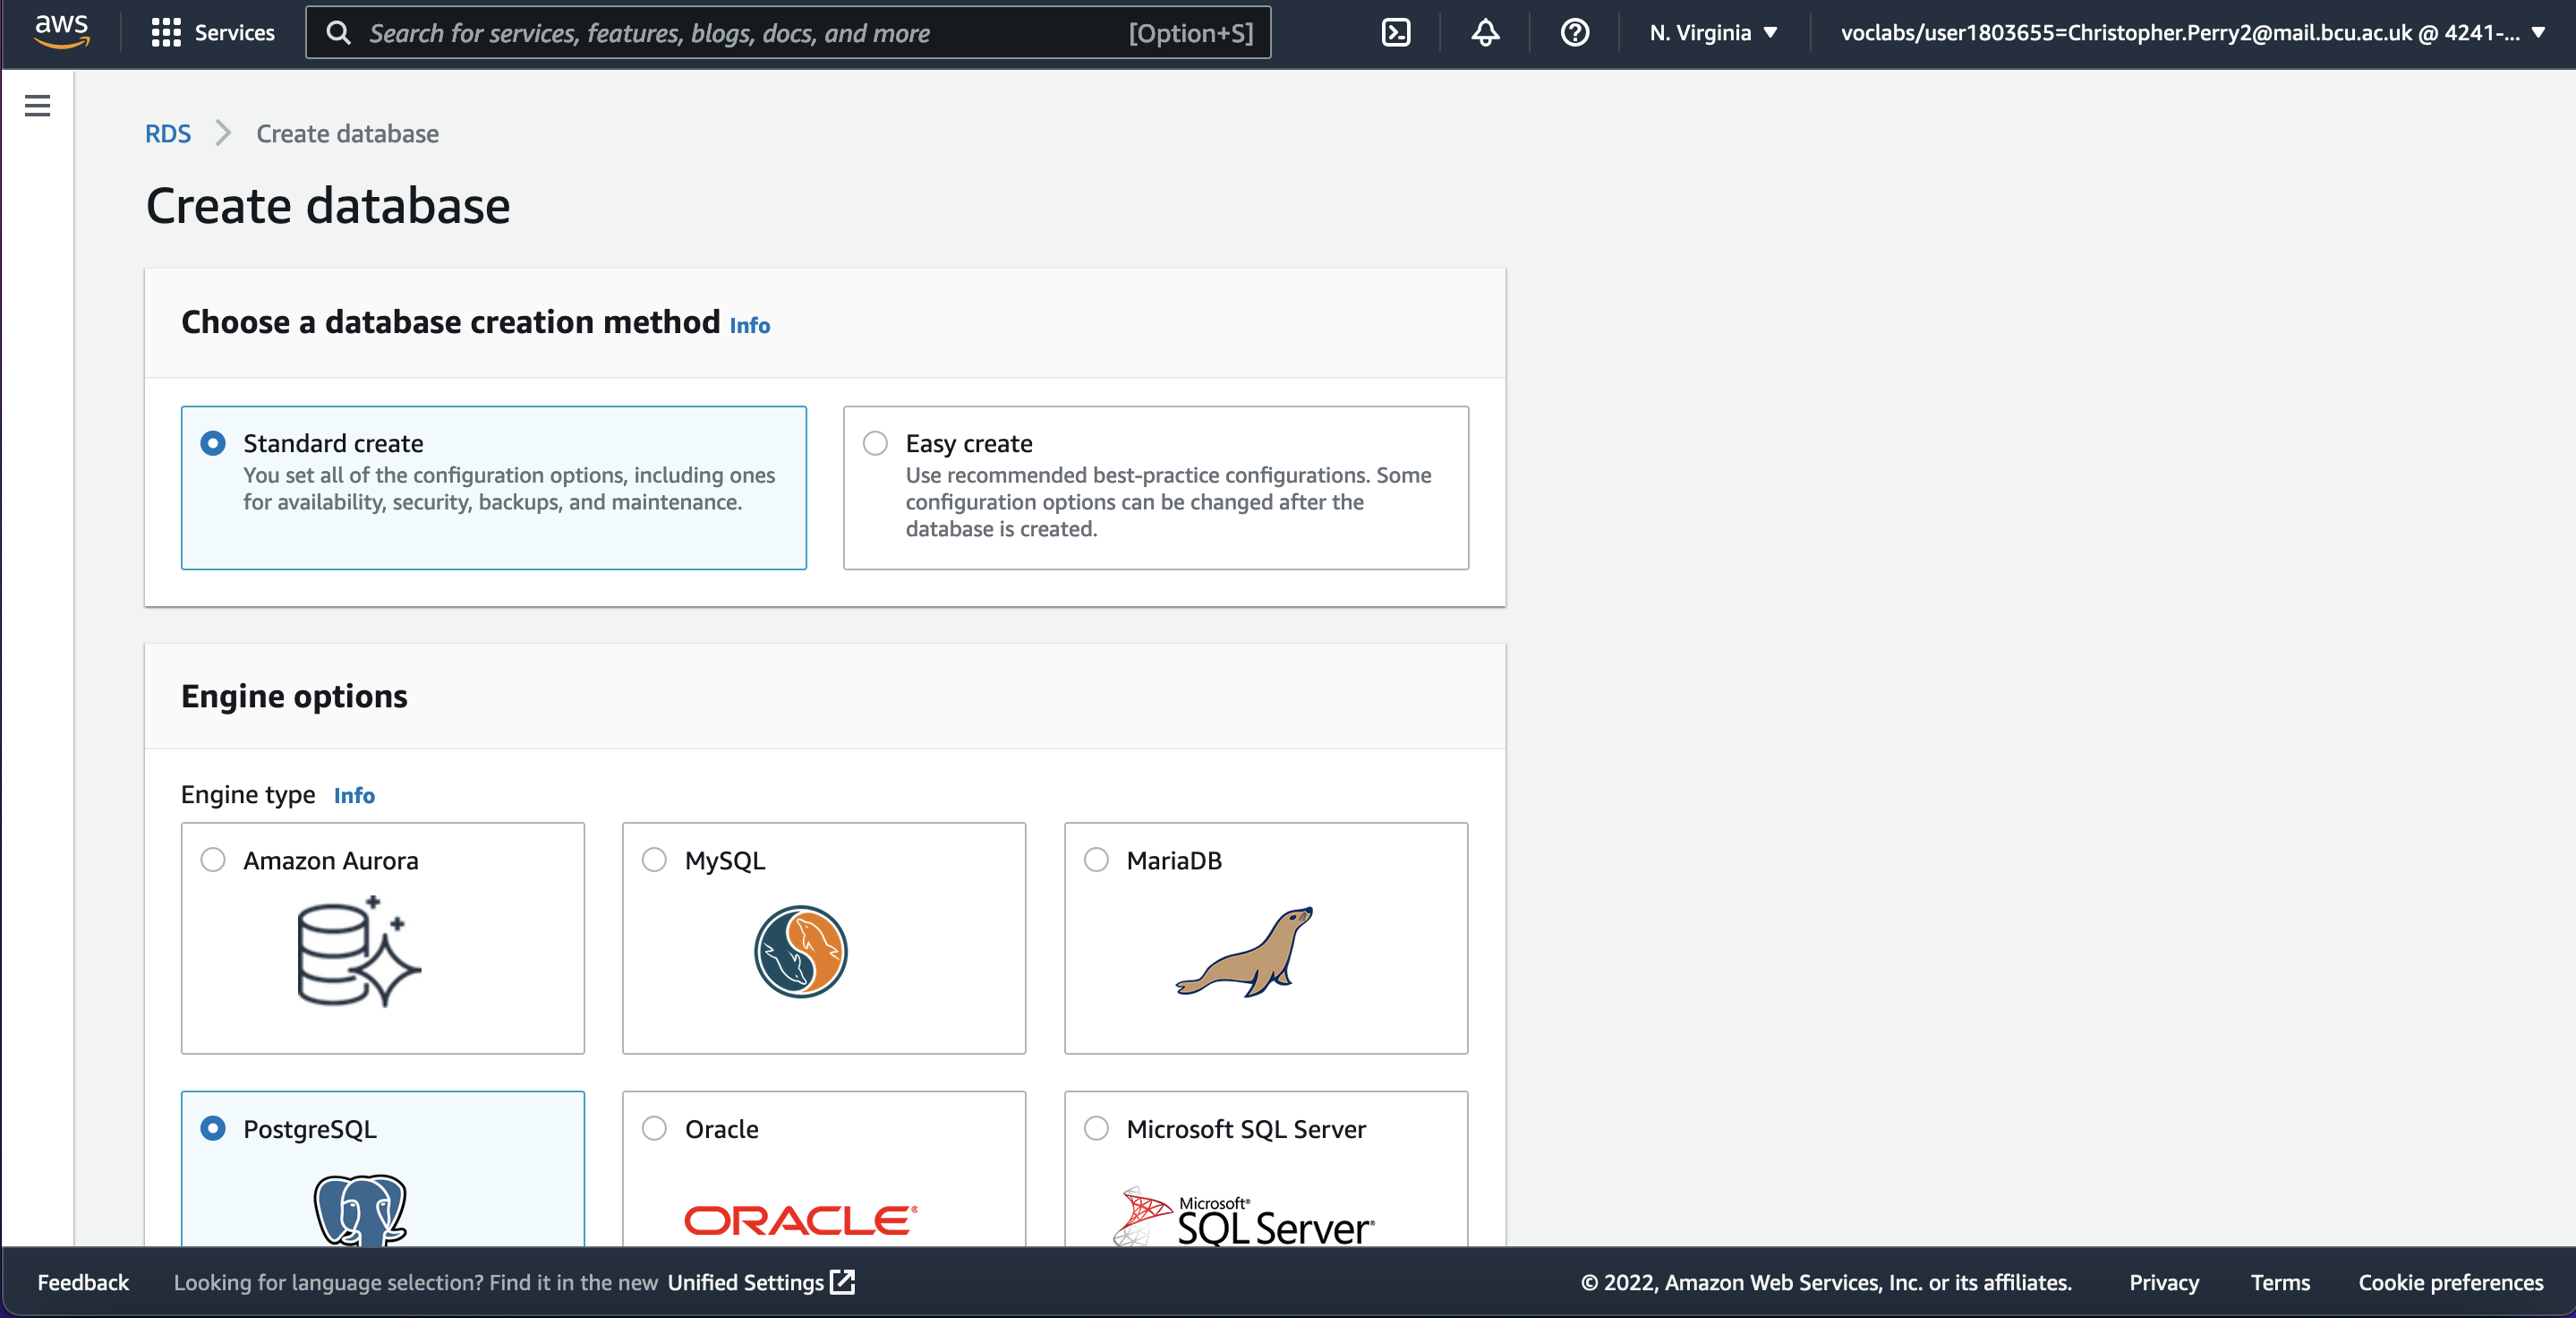 aws
Services
Search for services, features, blogs, docs, and more
[Option+S]
N. Virginia
voclabs/user1803655=Christopher.Perry2@mail.bcu.ac.uk @ 4241-...
RDS
Create database
Create database
Choose a database creation method Info
Standard create
You set all of the configuration options, including ones
for availability, security, backups, and maintenance.
Easy create
Use recommended best-practice configurations. Some
configuration options can be changed after the
database is created.
Engine options
Engine type Info
Amazon Aurora
MySQL
MariaDB
PostgreSQL
Oracle
Microsoft SQL Server
ORACLE®
Microsoft®
SQL Server®
Feedback
Looking for language selection? Find it in the new Unified Settings
© 2022, Amazon Web Services, Inc. or its affiliates.
Privacy
Terms
Cookie preferences